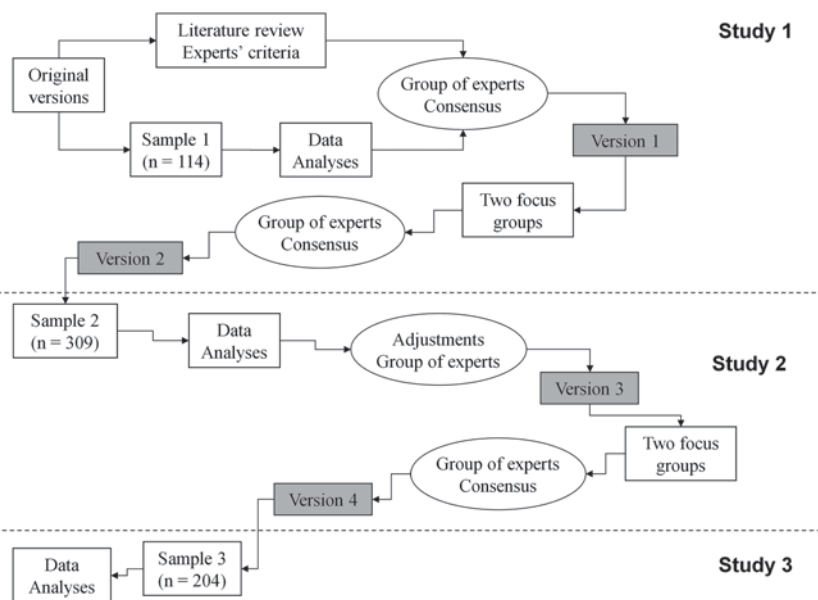 Study 1
Literature review
Experts’ criteria
Original
versions
Group of experts
Consensus
Sample 1
(n = 114)
Data
Analyses
Version 1
Two focus
groups
Group of experts
Consensus
Version 2
Sample 2
(n = 309)
Data
Analyses
Adjustments
Group of experts
Study 2
Version 3
Two focus
groups
Group of experts
Consensus
Version 4
Study 3
Sample 3
(n = 204)
Data
Analyses